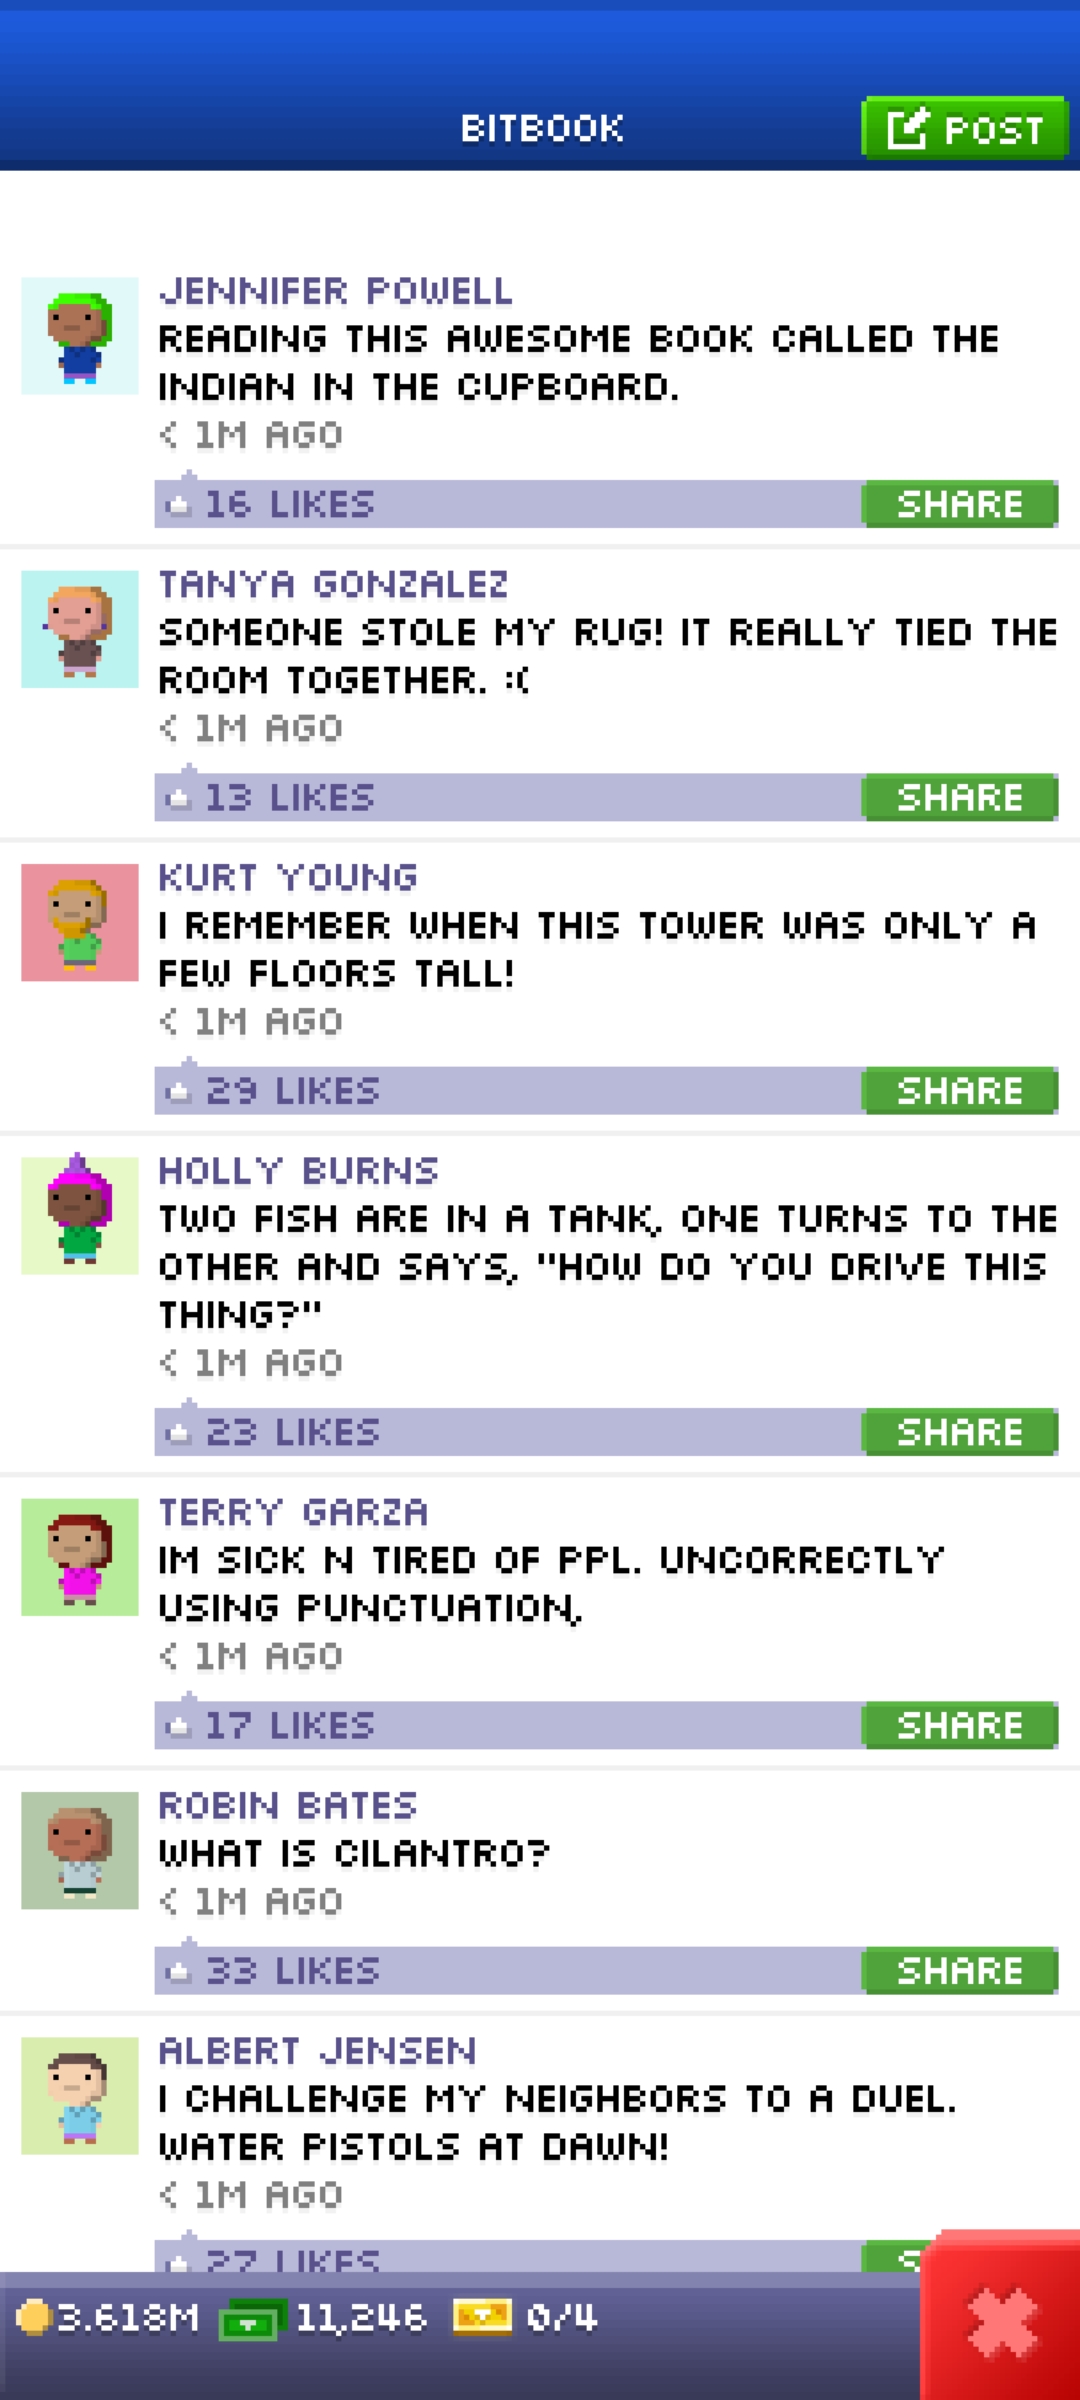 BITBOOK
POST
JENNIFER POWELL
READING THIS AWESOME BOOK CALLED THE
INDIAN IN THE CUPBOARD.
< 1M AGO
16 LIKES
SHARE
TANYA GONZALEZ
SOMEONE STOLE MY RUG! IT REALLY TIED THE
ROOM TOGETHER. :(
< 1M AGO
13 LIKES
SHARE
KURT YOUNG
I REMEMBER WHEN THIS TOWER WAS ONLY A
FEW FLOORS TALL!
< 1M AGO
29 LIKES
SHARE
HOLLY BURNS
TWO FISH ARE IN A TANK, ONE TURNS TO THE
OTHER AND SAYS, "HOW DO YOU DRIVE THIS
THING?"
< 1M AGO
23 LIKES
SHARE
TERRY GARZA
IM SICK N TIRED OF PPL. UNCORRECTLY
USING PUNCTUATION,
< 1M AGO
17 LIKES
SHARE
ROBIN BATES
WHAT IS CILANTRO?
< 1M AGO
33 LIKES
SHARE
ALBERT JENSEN
I CHALLENGE MY NEIGHBORS TO A DUEL.
WATER PISTOLS AT DAWN!
< 1M AGO
27 LIKES
3.618M 11,246 0/4